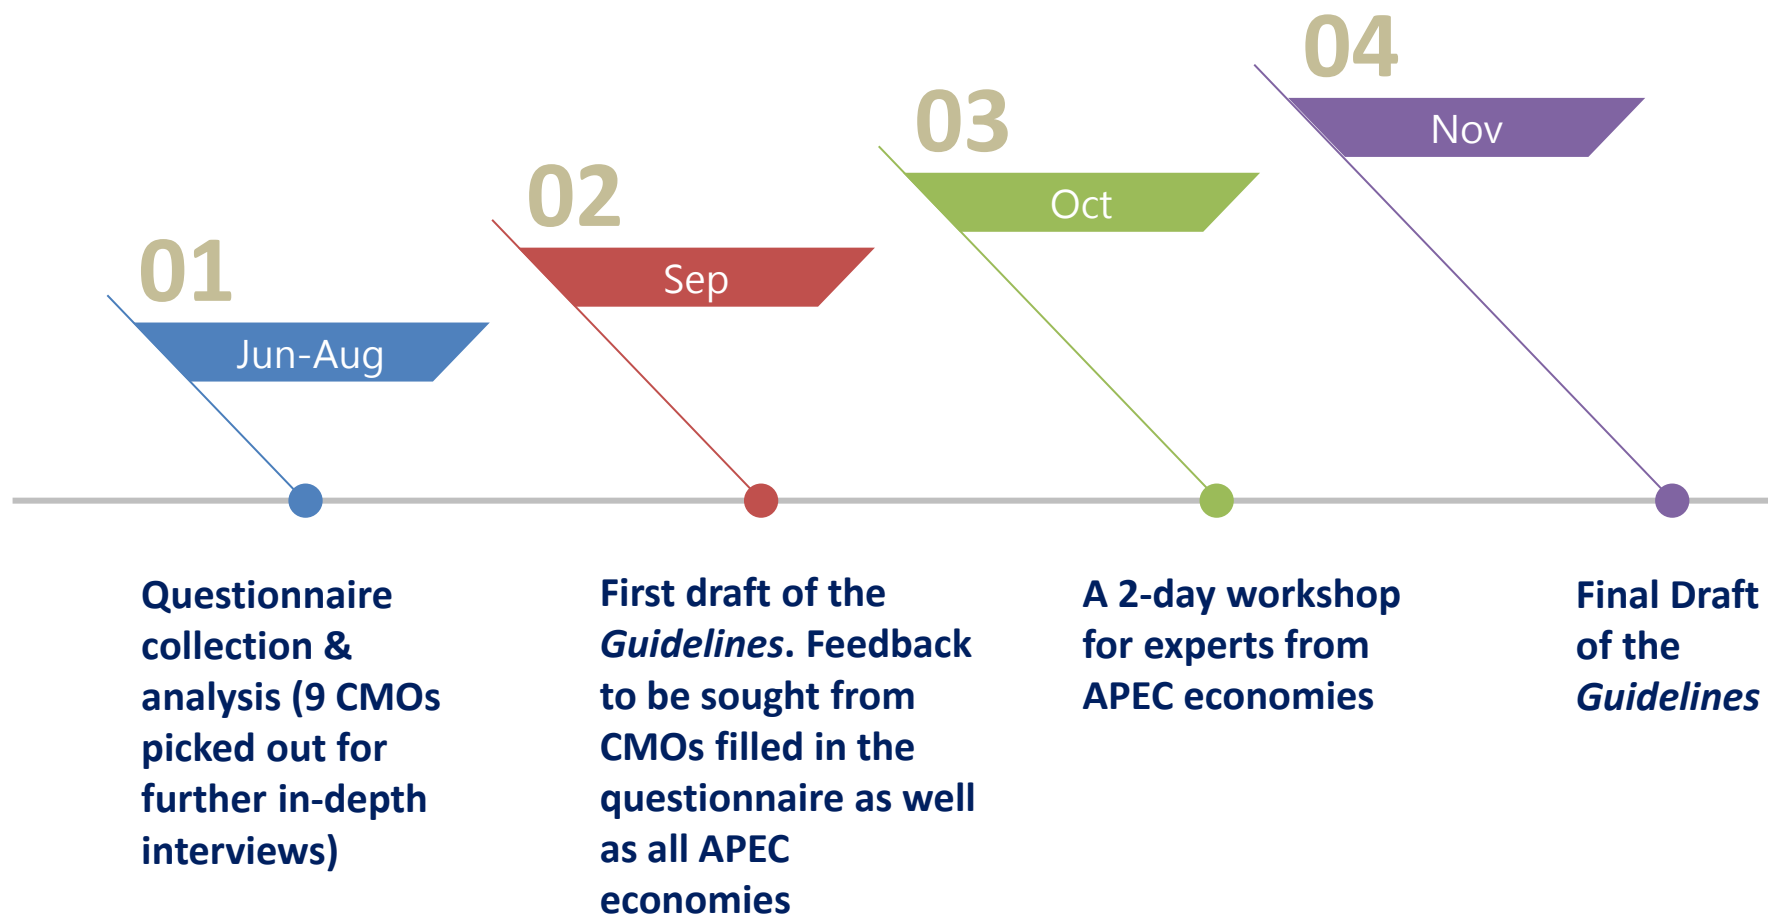 01
Jun-Aug
Questionnaire
collection &
analysis (9 CMOs
picked out for
further in-depth
interviews)
02
Sep
First draft of the
Guidelines. Feedback
to be sought from
CMOs filled in the
questionnaire as well
as all APEC
economies
03
Oct
A 2-day workshop
for experts from
APEC economies
04
Nov
Final Draft
of the
Guidelines